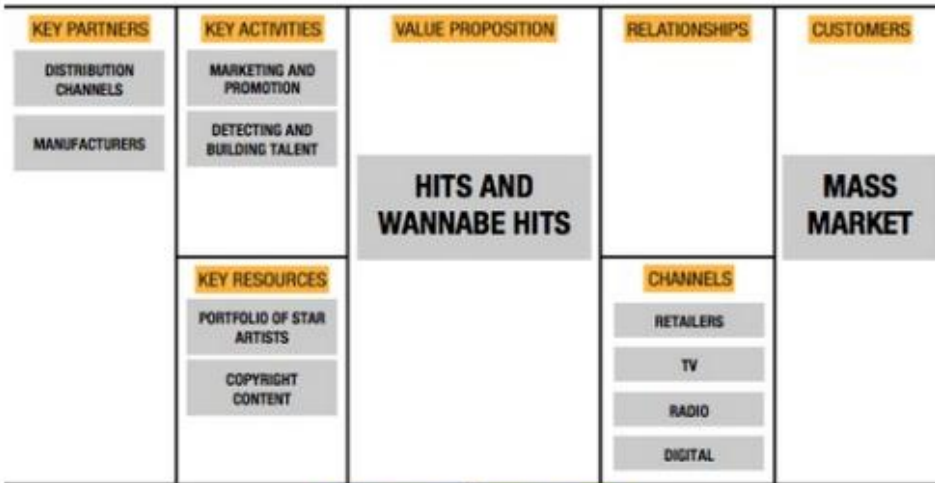 KEY PARTNERS
DISTRIBUTION
CHANNELS
MANUFACTURERS
KEY ACTIVITIES
MARKETING AND
PROMOTION
DETECTING AND
BUILDING TALENT
KEY RESOURCES
PORTFOLIO OF STAR
ARTISTS
COPYRIGHT
CONTENT
VALUE PROPOSITION
HITS AND
WANNABE HITS
RELATIONSHIPS
CHANNELS
RETAILERS
TV
RADIO
DIGITAL
CUSTOMERS
MASS
MARKET